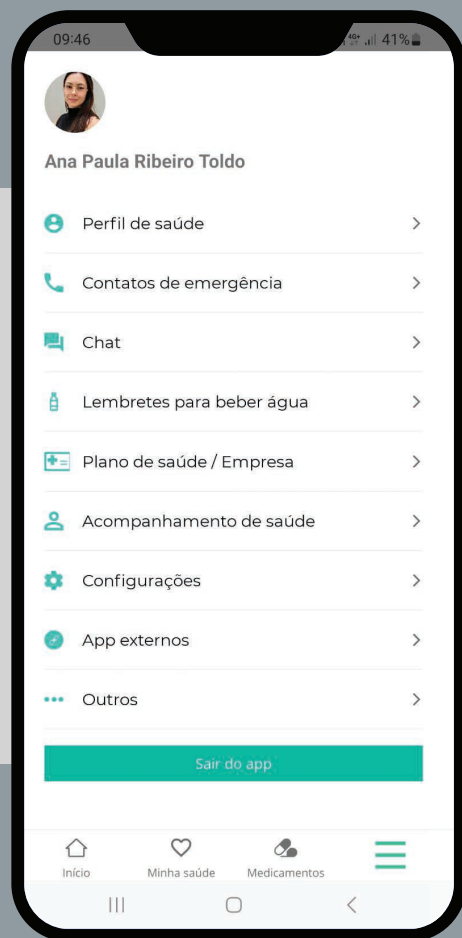 09:46
4G+ 41%
Ana Paula Ribeiro Toldo
Perfil de saúde
Contatos de emergência
Chat
Lembretes para beber água
Plano de saúde / Empresa
Acompanhamento de saúde
Configurações
App externos
Outros
Sair do app
Início Minha saúde Medicamentos